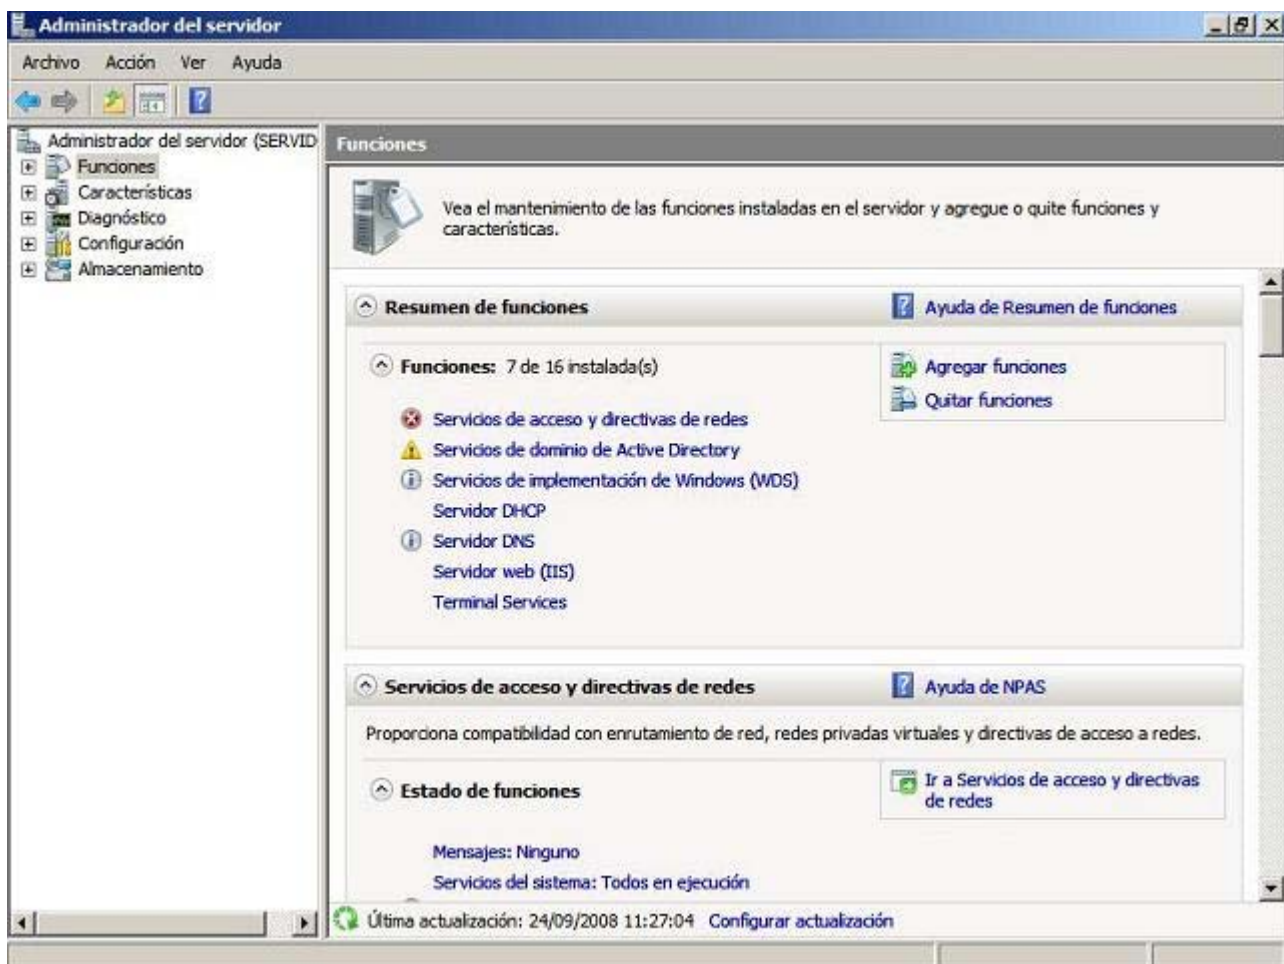 Administrador del servidor
Archivo Acción Ver Ayuda
Administrador del servidor (SERVID
Funciones
Características
Diagnóstico
Configuración
Almacenamiento
Funciones
Vea el mantenimiento de las funciones instaladas en el servidor y agregue o quite funciones y
características.
Resumen de funciones
Ayuda de Resumen de funciones
Funciones: 7 de 16 instalada(s)
Agregar funciones
Quitar funciones
Servicios de acceso y directivas de redes
Servicios de dominio de Active Directory
Servicios de implementación de Windows (WDS)
Servidor DHCP
Servidor DNS
Servidor web (IIS)
Terminal Services
Servicios de acceso y directivas de redes
Ayuda de NPAS
Proporciona compatibilidad con enrutamiento de red, redes privadas virtuales y directivas de acceso a redes.
Estado de funciones
Ir a Servicios de acceso y directivas
de redes
Mensajes: Ninguno
Servicios del sistema: Todos en ejecución
Última actualización: 24/09/2008 11:27:04 Configurar actualización